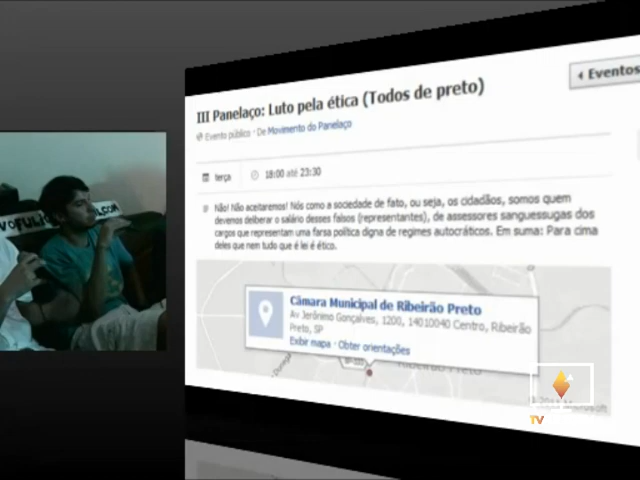 III Panelaço: Luto pela ética (Todos de preto)
Eventos
Evento público · De Movimento do Panelaço
terça
18:00 até 23:30
Não! Não aceitaremos! Nós como a sociedade de fato, ou seja, os cidadãos, somos quem
devemos deliberar o salário desses falsos (representantes), de assessores sanguessugas dos
cargos que representam uma farsa política digna de regimes autocráticos. Em suma: Para cima
deles que nem tudo que é lei é ético.
Câmara Municipal de Ribeirão Preto
Av Jerônimo Gonçalves, 1200, 14010040 Centro, Ribeirão
Preto, SP
Exibir mapa · Obter orientações
Ribeirão Preto
Microsoft
TV